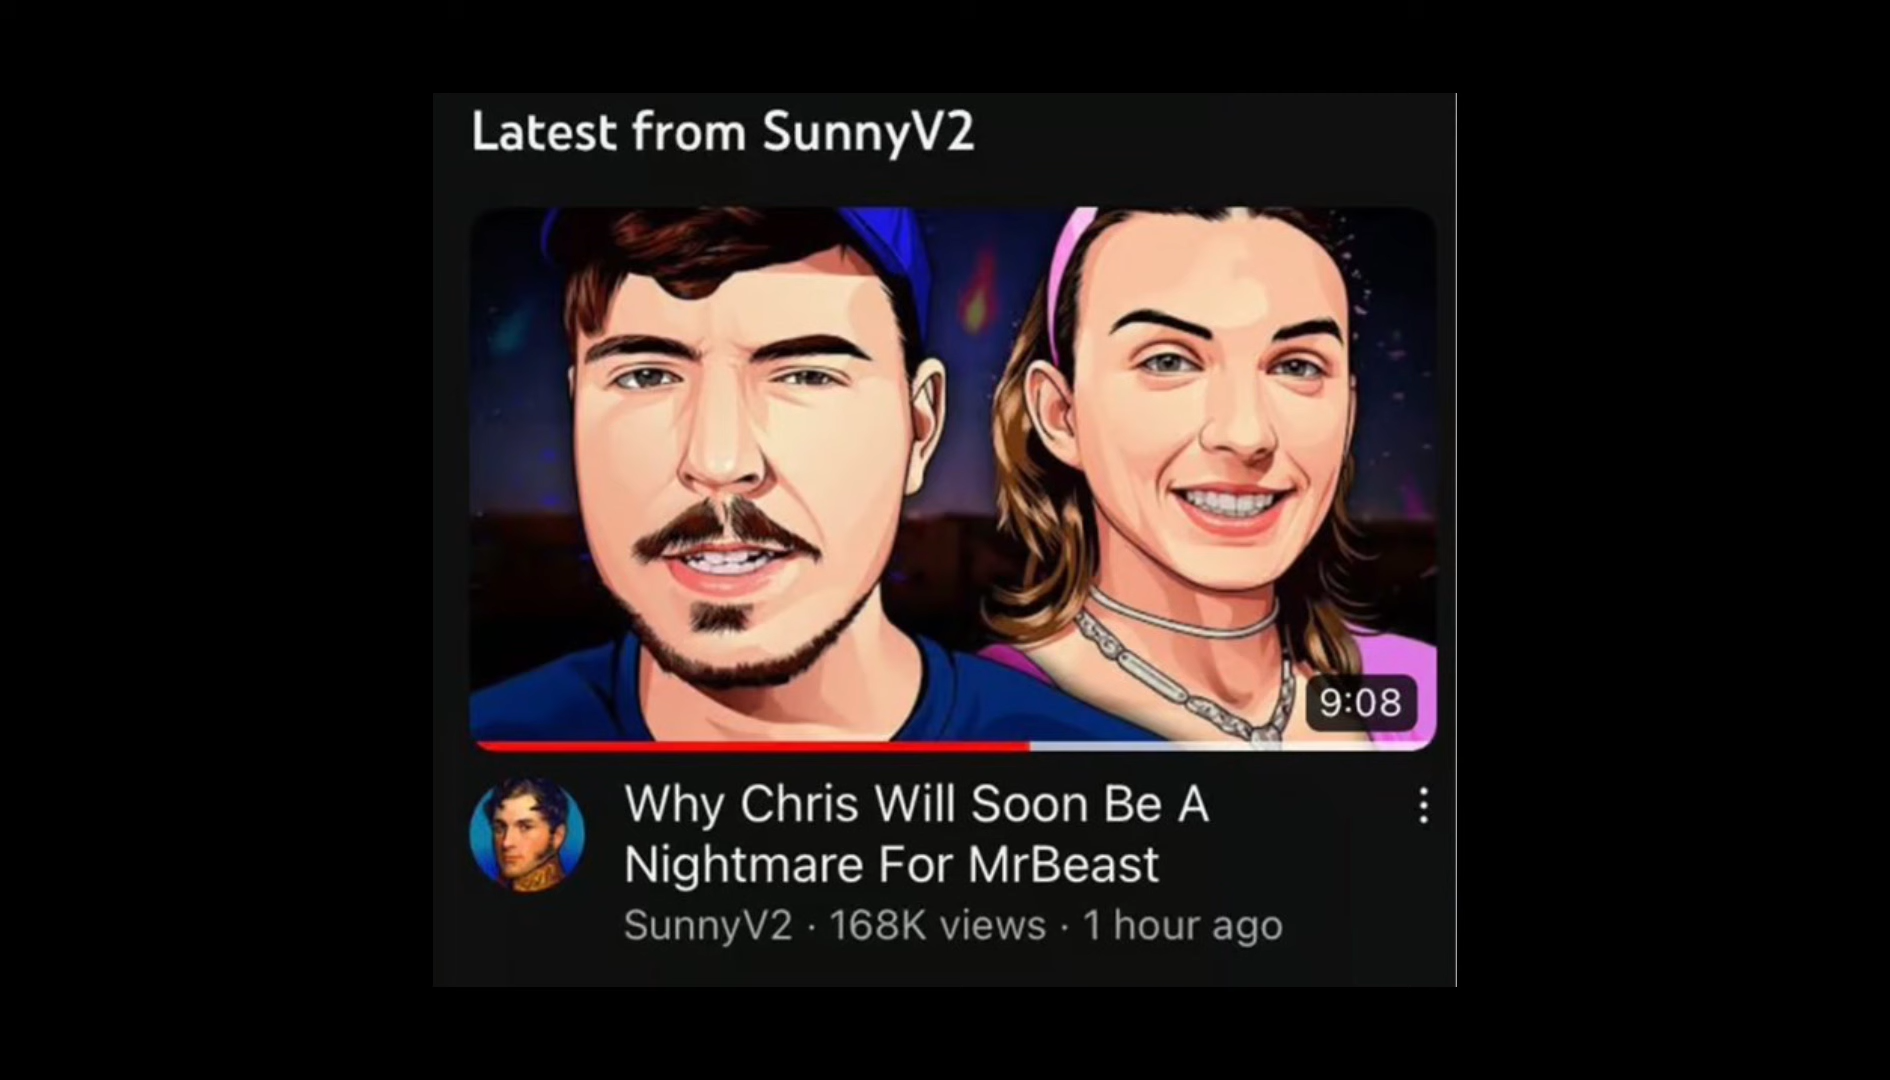 Latest from SunnyV2
9:08
Why Chris Will Soon Be A
Nightmare For MrBeast
SunnyV2 · 168K views · 1 hour ago